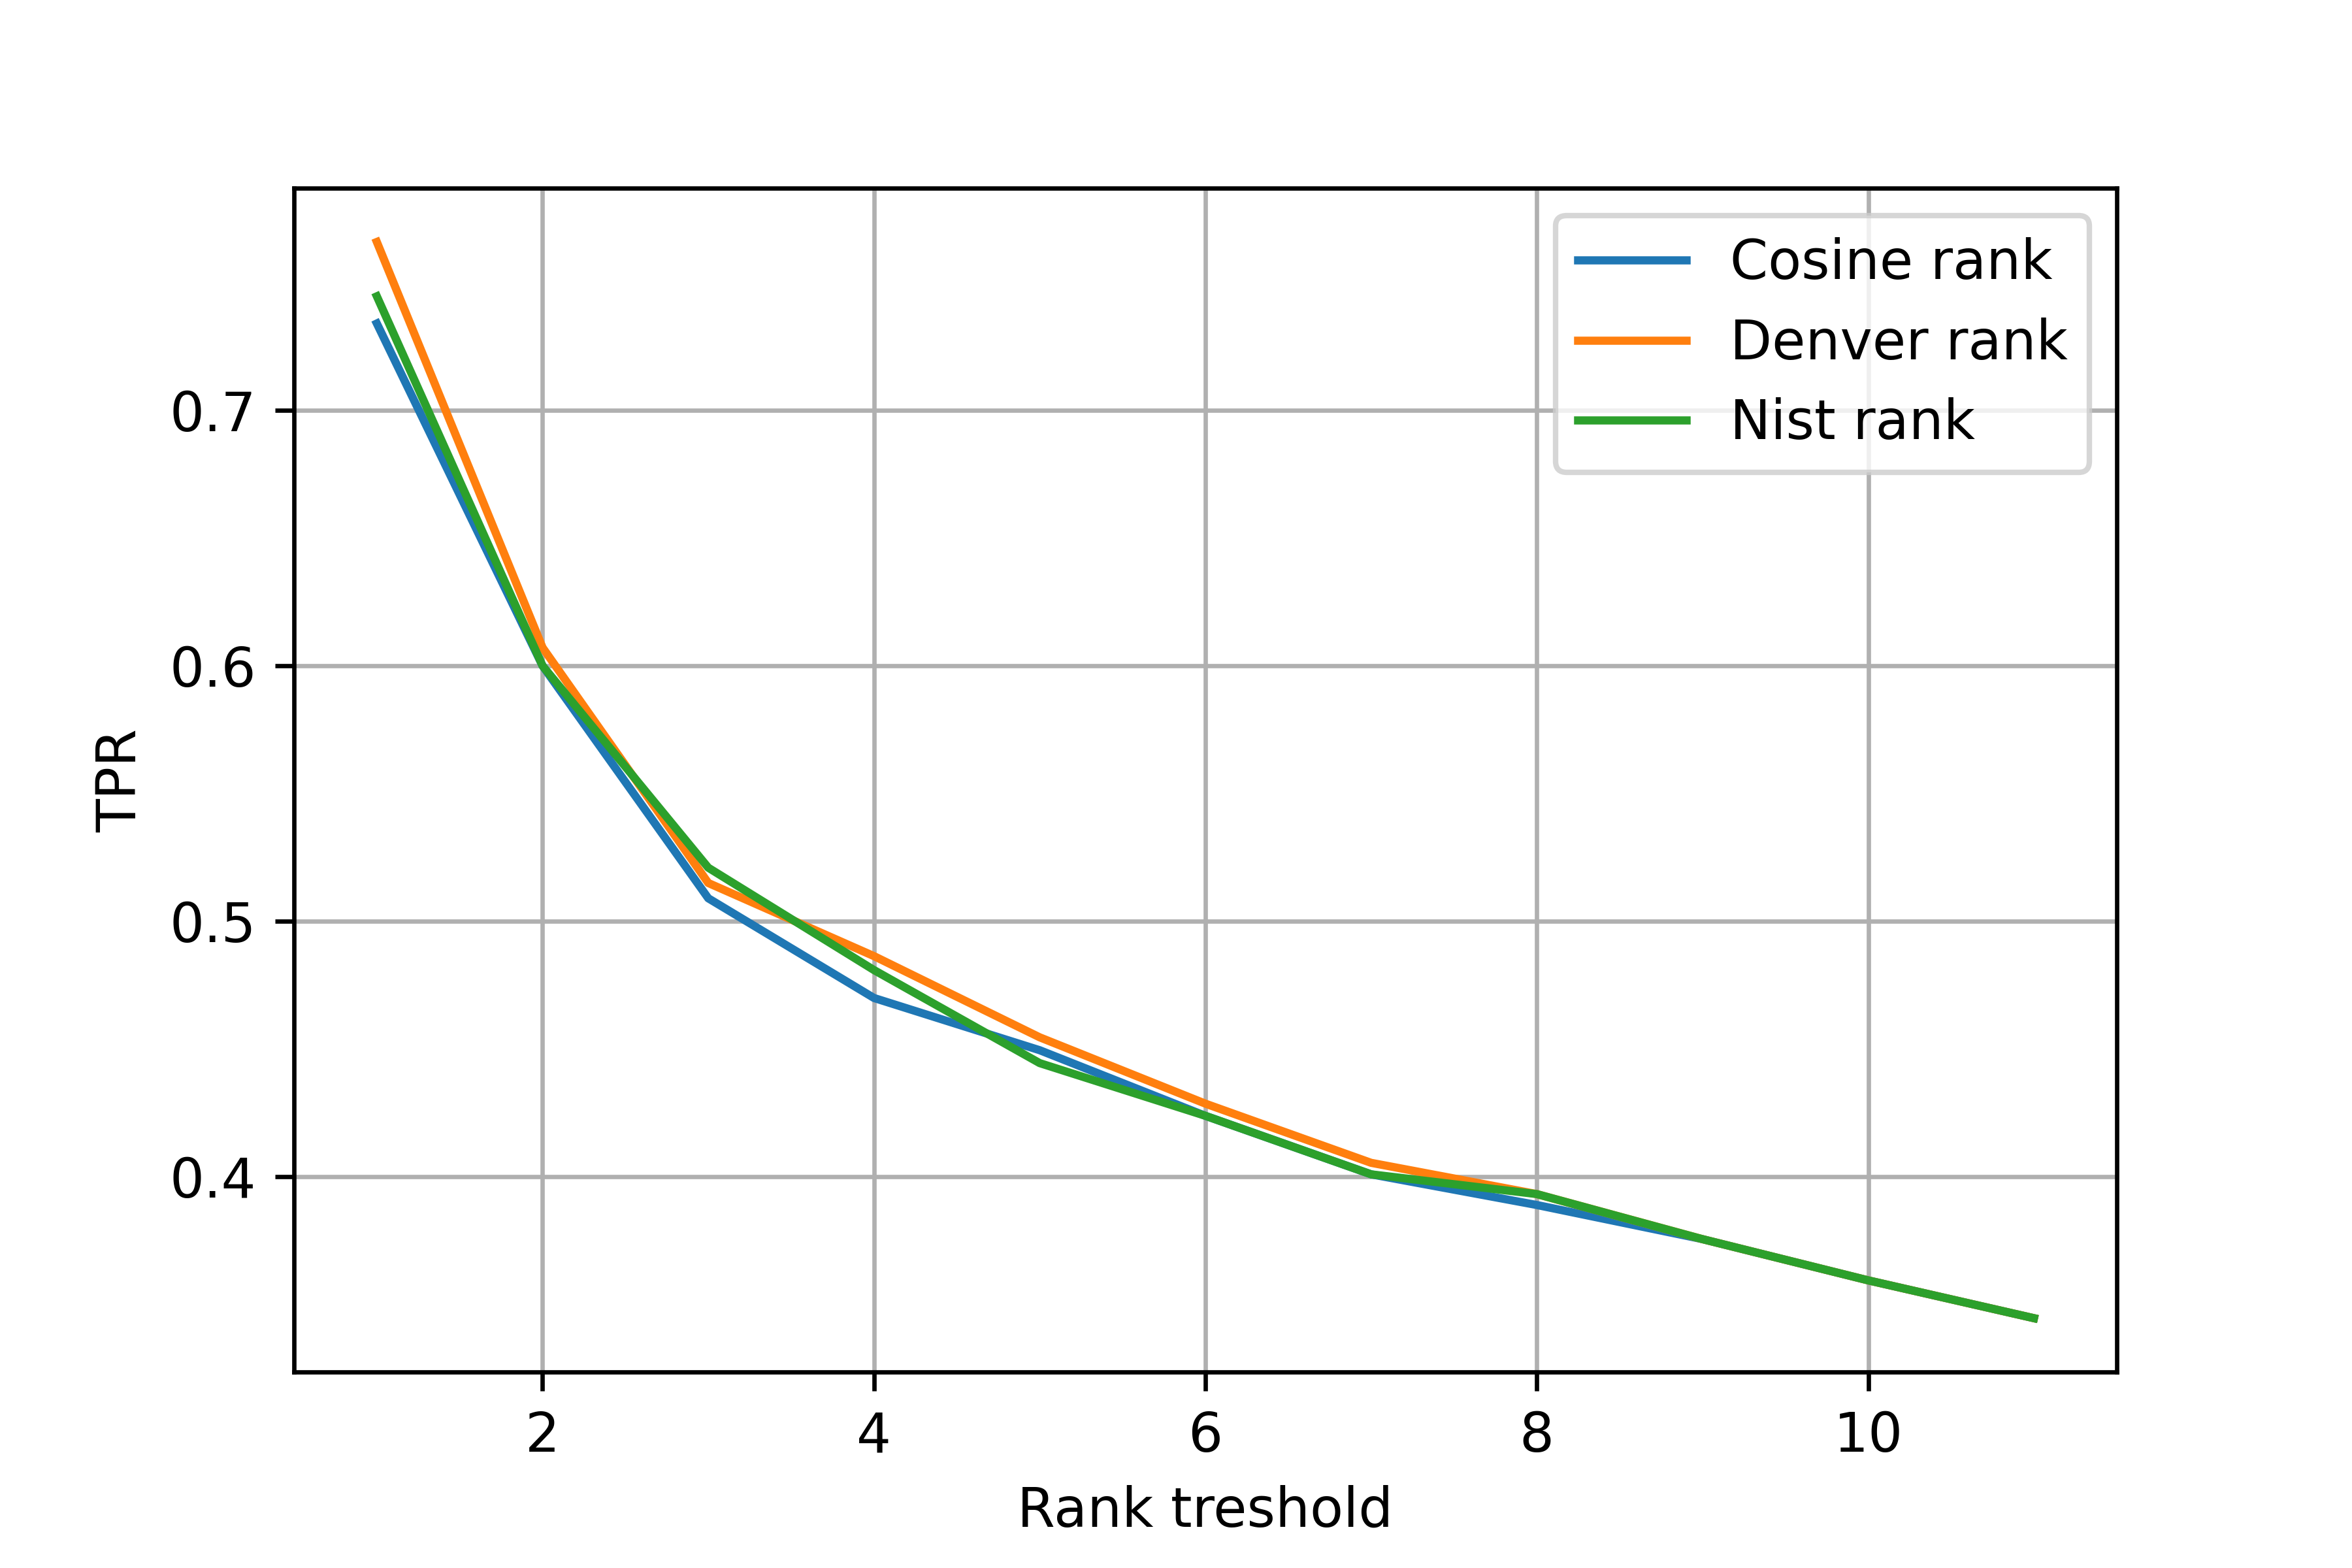 Cosine rank
Denver rank
Nist rank
0.7
0.6
0.5
0.4
TPR
2 4 6 8 10
Rank treshold